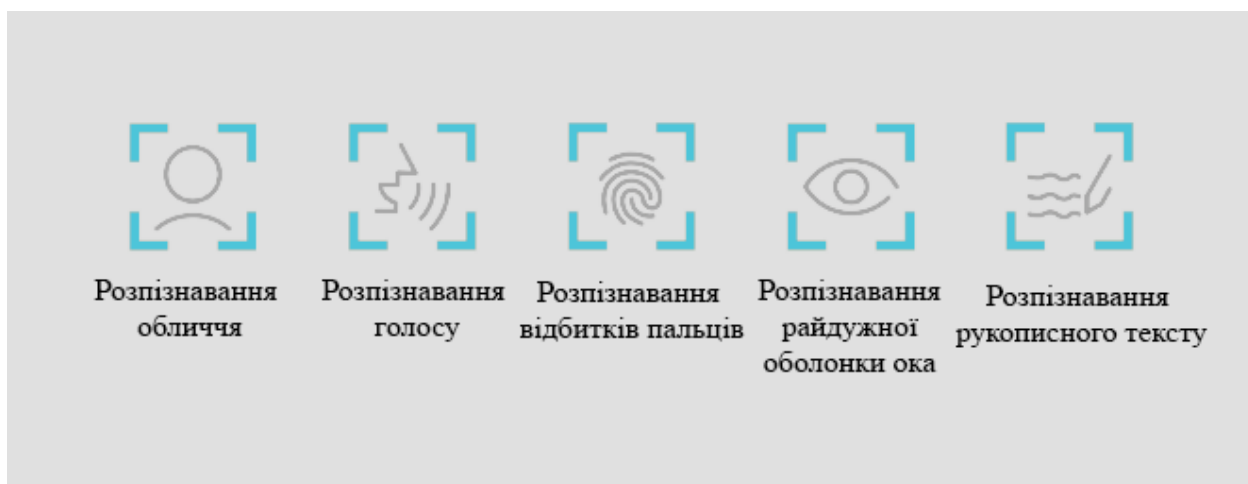 Розпізнавання
обличчя
Розпізнавання
голосу
Розпізнавання
відбитків пальців
Розпізнавання
райдужної
оболонки ока
Розпізнавання
рукописного тексту